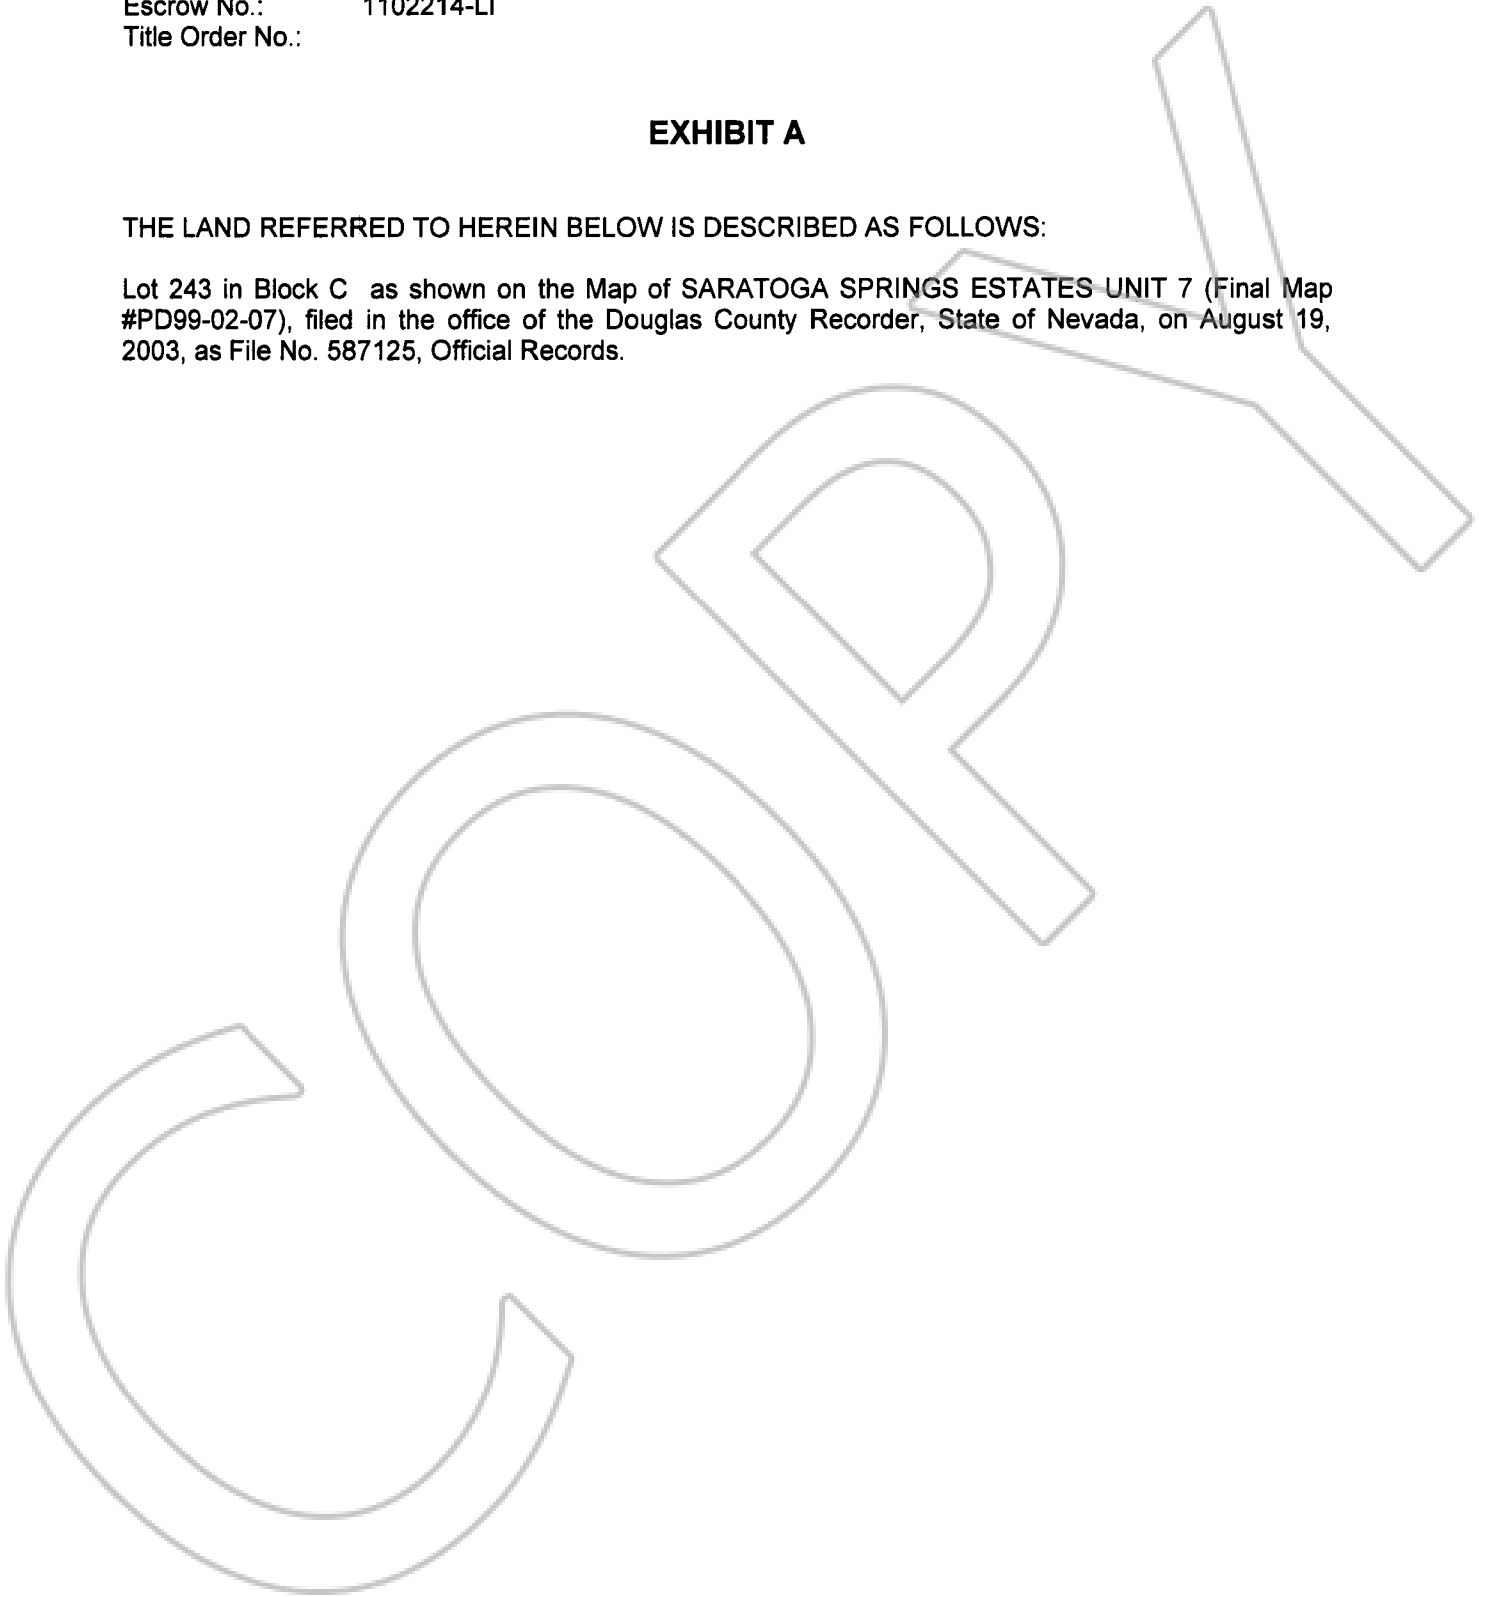 Escrow No.: 1102214-LI
Title Order No.:
EXHIBIT A
THE LAND REFERRED TO HEREIN BELOW IS DESCRIBED AS FOLLOWS:
Lot 243 in Block C as shown on the Map of SARATOGA SPRINGS ESTATES UNIT 7 (Final Map
#PD99-02-07), filed in the office of the Douglas County Recorder, State of Nevada, on August 19,
2003, as File No. 587125, Official Records.
COPY